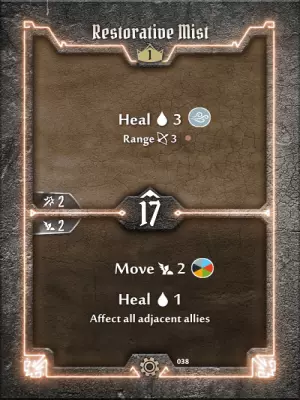 Restorative Mist
1
Heal 3
Range 3
2
17
2
Move 2
Heal 1
Affect all adjacent allies
038